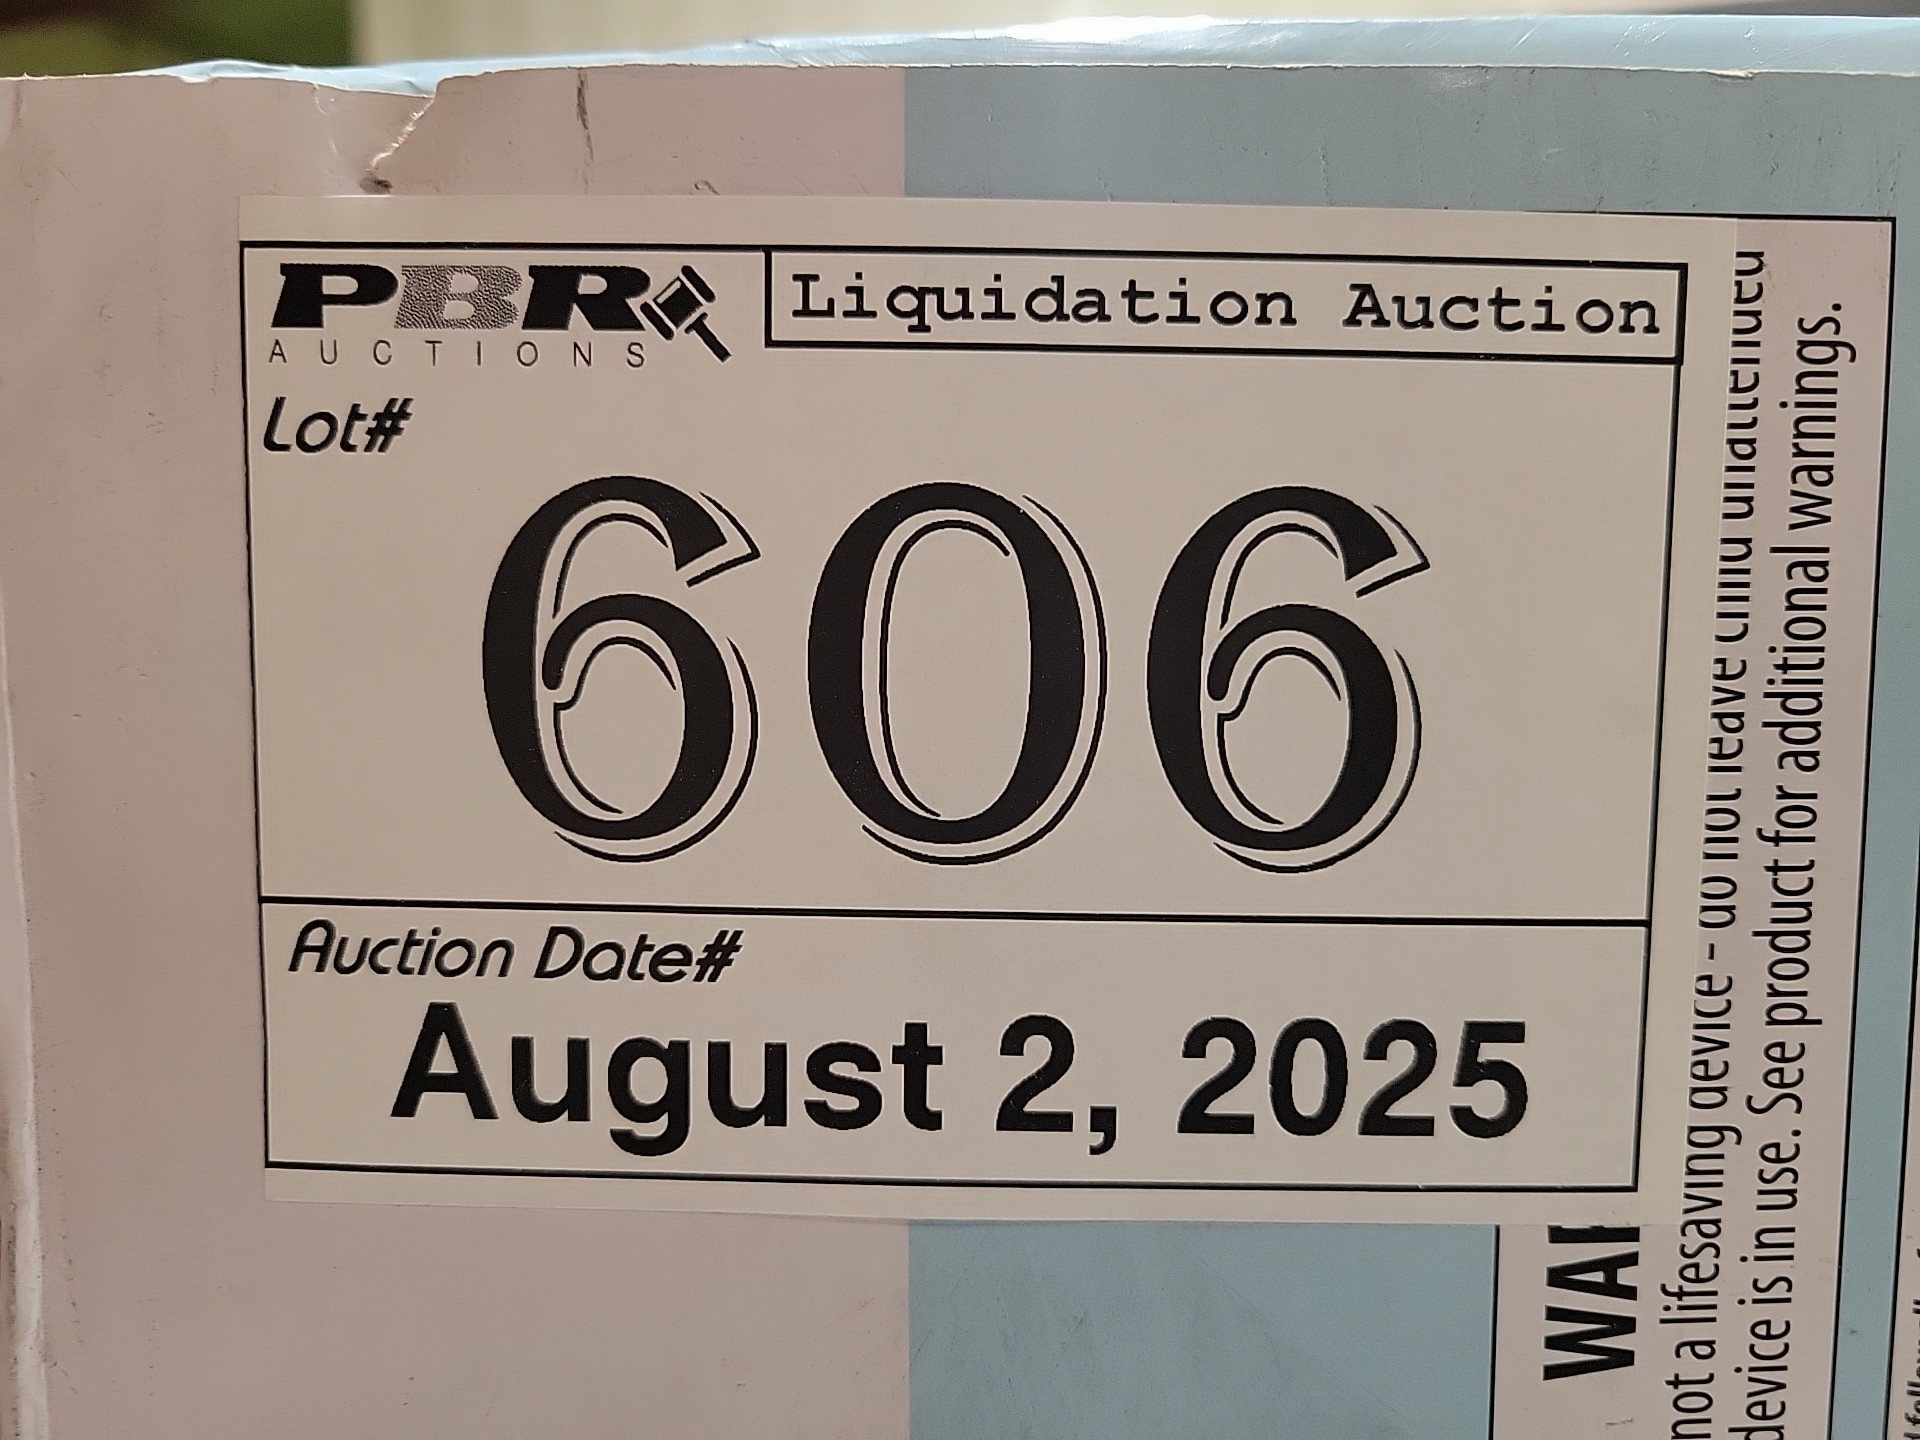 PBR
AUCTIONS
Liquidation Auction
Lot#
606
Auction Date#
August 2, 2025
not a lifesaving device - do not leave child unattended
device is in use. See product for additional warnings.